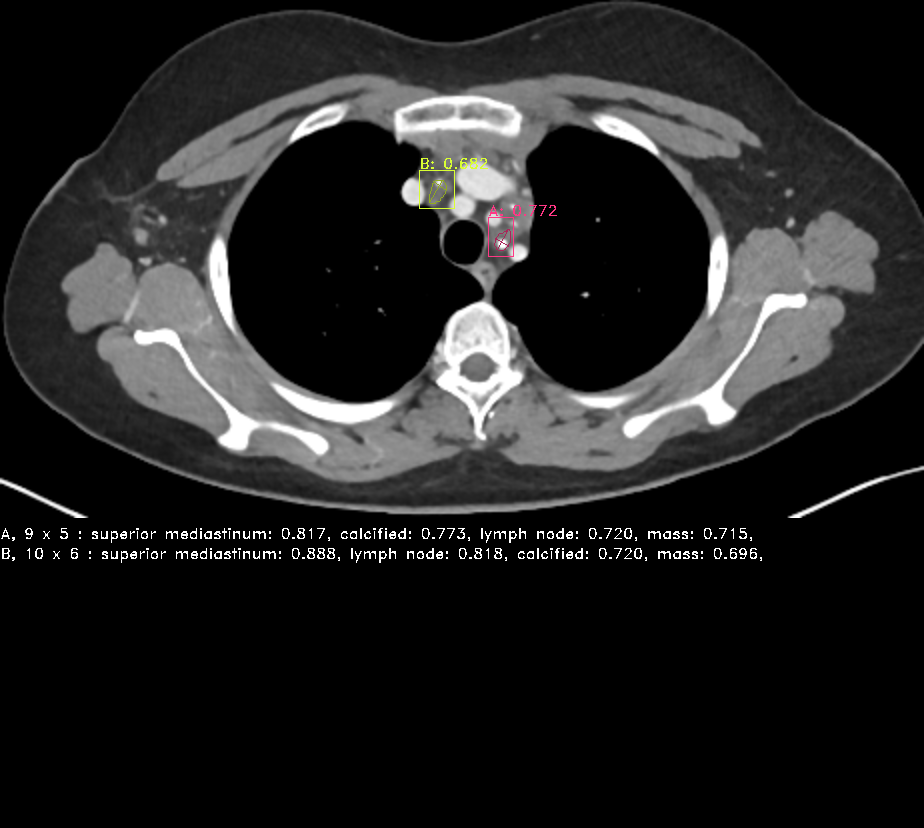 B: 0.682
A: 0.772
A, 9 x 5 : superior mediastinum: 0.817, calcified: 0.773, lymph node: 0.720, mass: 0.715,
B, 10 x 6 : superior mediastinum: 0.888, lymph node: 0.818, calcified: 0.720, mass: 0.696,